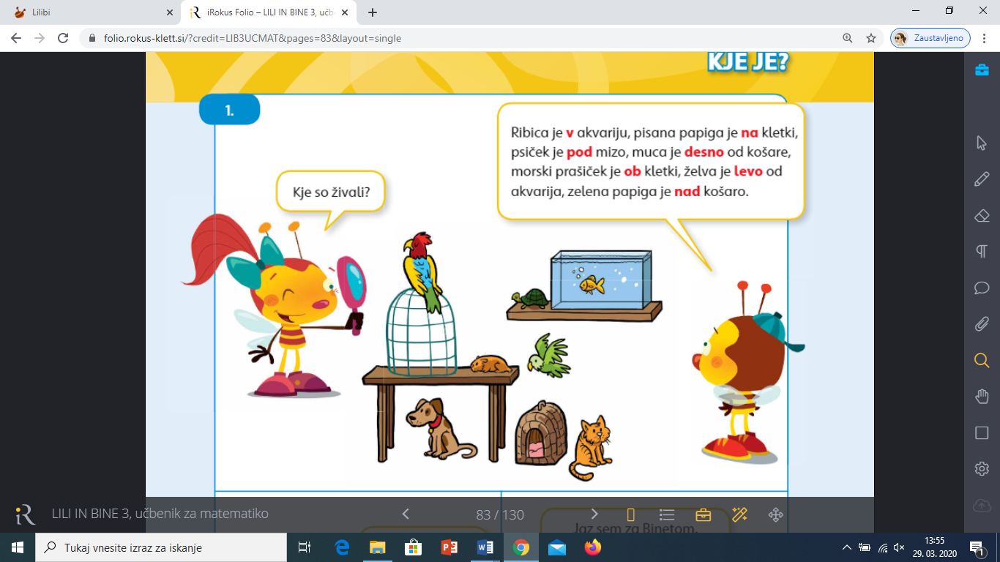 Lilibi
iRokus Folio – LILI IN BINE 3, učb
folio.rokus-klett.si/?credit=LIB3UCMAT&pages=83&layout=single
Zaustavljeno
KJE JE?
1.
Ribica je v akvariju, pisana papiga je na kletki,
psiček je pod mizo, muca je desno od košare,
morski prašiček je ob kletki, želva je levo od
akvarija, zelena papiga je nad košaro.
Kje so živali?
iR
LILI IN BINE 3, učbenik za matematiko
83 / 130
Jaz sem za Binetom.
Tukaj vnesite izraz za iskanje
13:55
29. 03. 2020
1